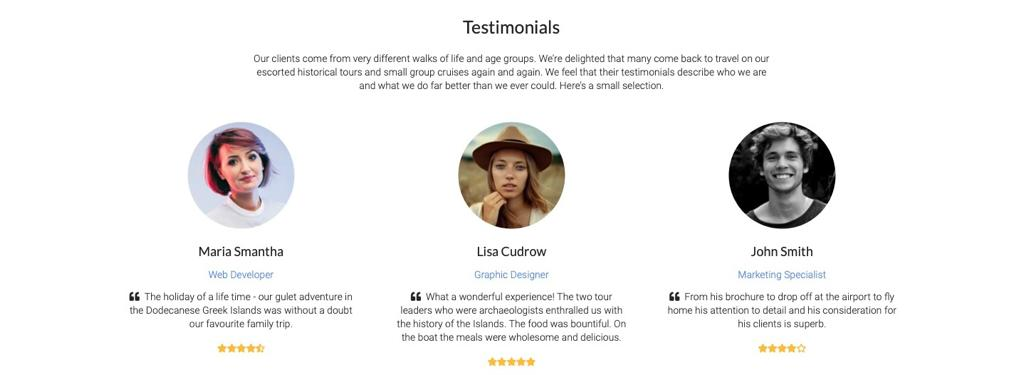 Testimonials
Our clients come from very different walks of life and age groups. We're delighted that many come back to travel on our
escorted historical tours and small group cruises again and again. We feel that their testimonials describe who we are
and what we do far better than we ever could. Here's a small selection.
Maria Smantha
Web Developer
❝ The holiday of a life time - our gulet adventure in
the Dodecanese Greek Islands was without a doubt
our favourite family trip.
Lisa Cudrow
Graphic Designer
❝ What a wonderful experience! The two tour
leaders who were archaeologists enthralled us with
the history of the Islands. The food was bountiful. On
the boat the meals were wholesome and delicious.
John Smith
Marketing Specialist
❝ From his brochure to drop off at the airport to fly
home his attention to detail and his consideration for
his clients is superb.